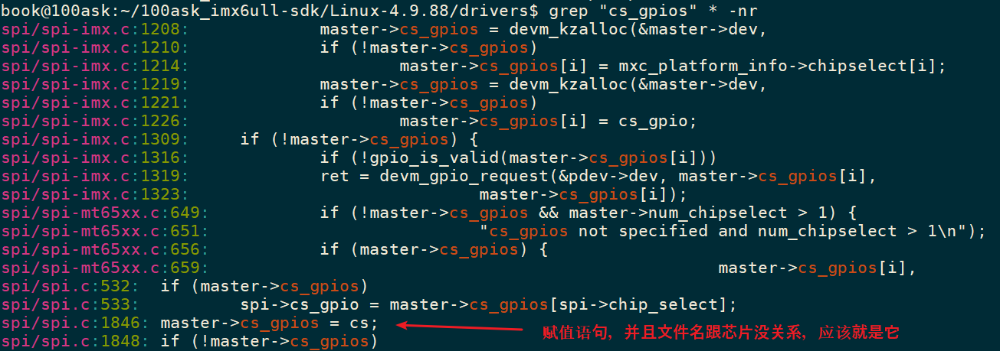 book@100ask:~/100ask_imx6ull-sdk/Linux-4.9.88/drivers$ grep "cs_gpios" * -nr
spi/spi-imx.c:1208:		master->cs_gpios = devm_kzalloc(&master->dev,
spi/spi-imx.c:1210:		if (!master->cs_gpios)
spi/spi-imx.c:1214:			master->cs_gpios[i] = mxc_platform_info->chipselect[i];
spi/spi-imx.c:1219:		master->cs_gpios = devm_kzalloc(&master->dev,
spi/spi-imx.c:1221:		if (!master->cs_gpios)
spi/spi-imx.c:1226:			master->cs_gpios[i] = cs_gpio;
spi/spi-imx.c:1309:	if (!master->cs_gpios) {
spi/spi-imx.c:1316:		if (!gpio_is_valid(master->cs_gpios[i]))
spi/spi-imx.c:1319:		ret = devm_gpio_request(&pdev->dev, master->cs_gpios[i],
spi/spi-imx.c:1323:				master->cs_gpios[i]);
spi/spi-mt65xx.c:649:		if (!master->cs_gpios && master->num_chipselect > 1) {
spi/spi-mt65xx.c:651:				"cs_gpios not specified and num_chipselect > 1\n");
spi/spi-mt65xx.c:656:		if (master->cs_gpios) {
spi/spi-mt65xx.c:659:						master->cs_gpios[i],
spi/spi.c:532:	if (master->cs_gpios)
spi/spi.c:533:		spi->cs_gpio = master->cs_gpios[spi->chip_select];
spi/spi.c:1846:	master->cs_gpios = cs; 赋值语句，并且文件名跟芯片没关系，应该就是它
spi/spi.c:1848:	if (!master->cs_gpios)